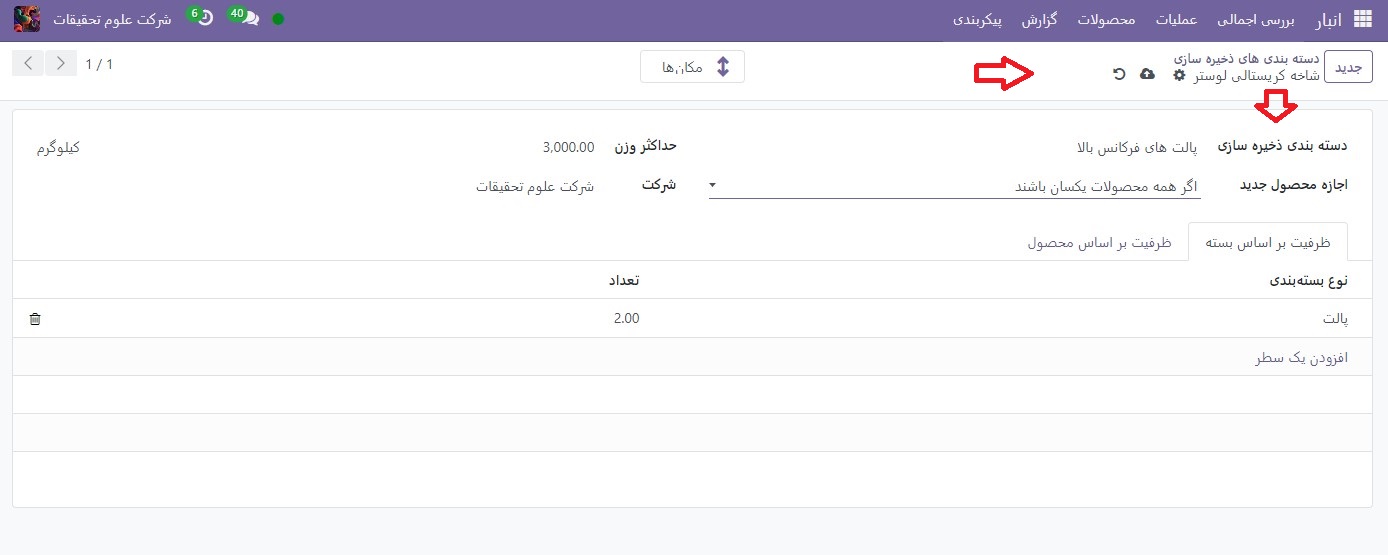 انبار بررسی اجمالی عملیات محصولات گزارش پیکربندی 40 6 شرکت علوم تحقیقات
جدید
دسته بندی های ذخیره سازی
شاخه کریستالی لوستر
مکان‌ها
1 / 1
دسته بندی ذخیره سازی پالت های فرکانس بالا حداکثر وزن 3,000.00 کیلوگرم
اجازه محصول جدید اگر همه محصولات یکسان باشند شرکت شرکت علوم تحقیقات
ظرفیت بر اساس بسته ظرفیت بر اساس محصول
نوع بسته‌بندی تعداد
پالت 2.00
افزودن یک سطر